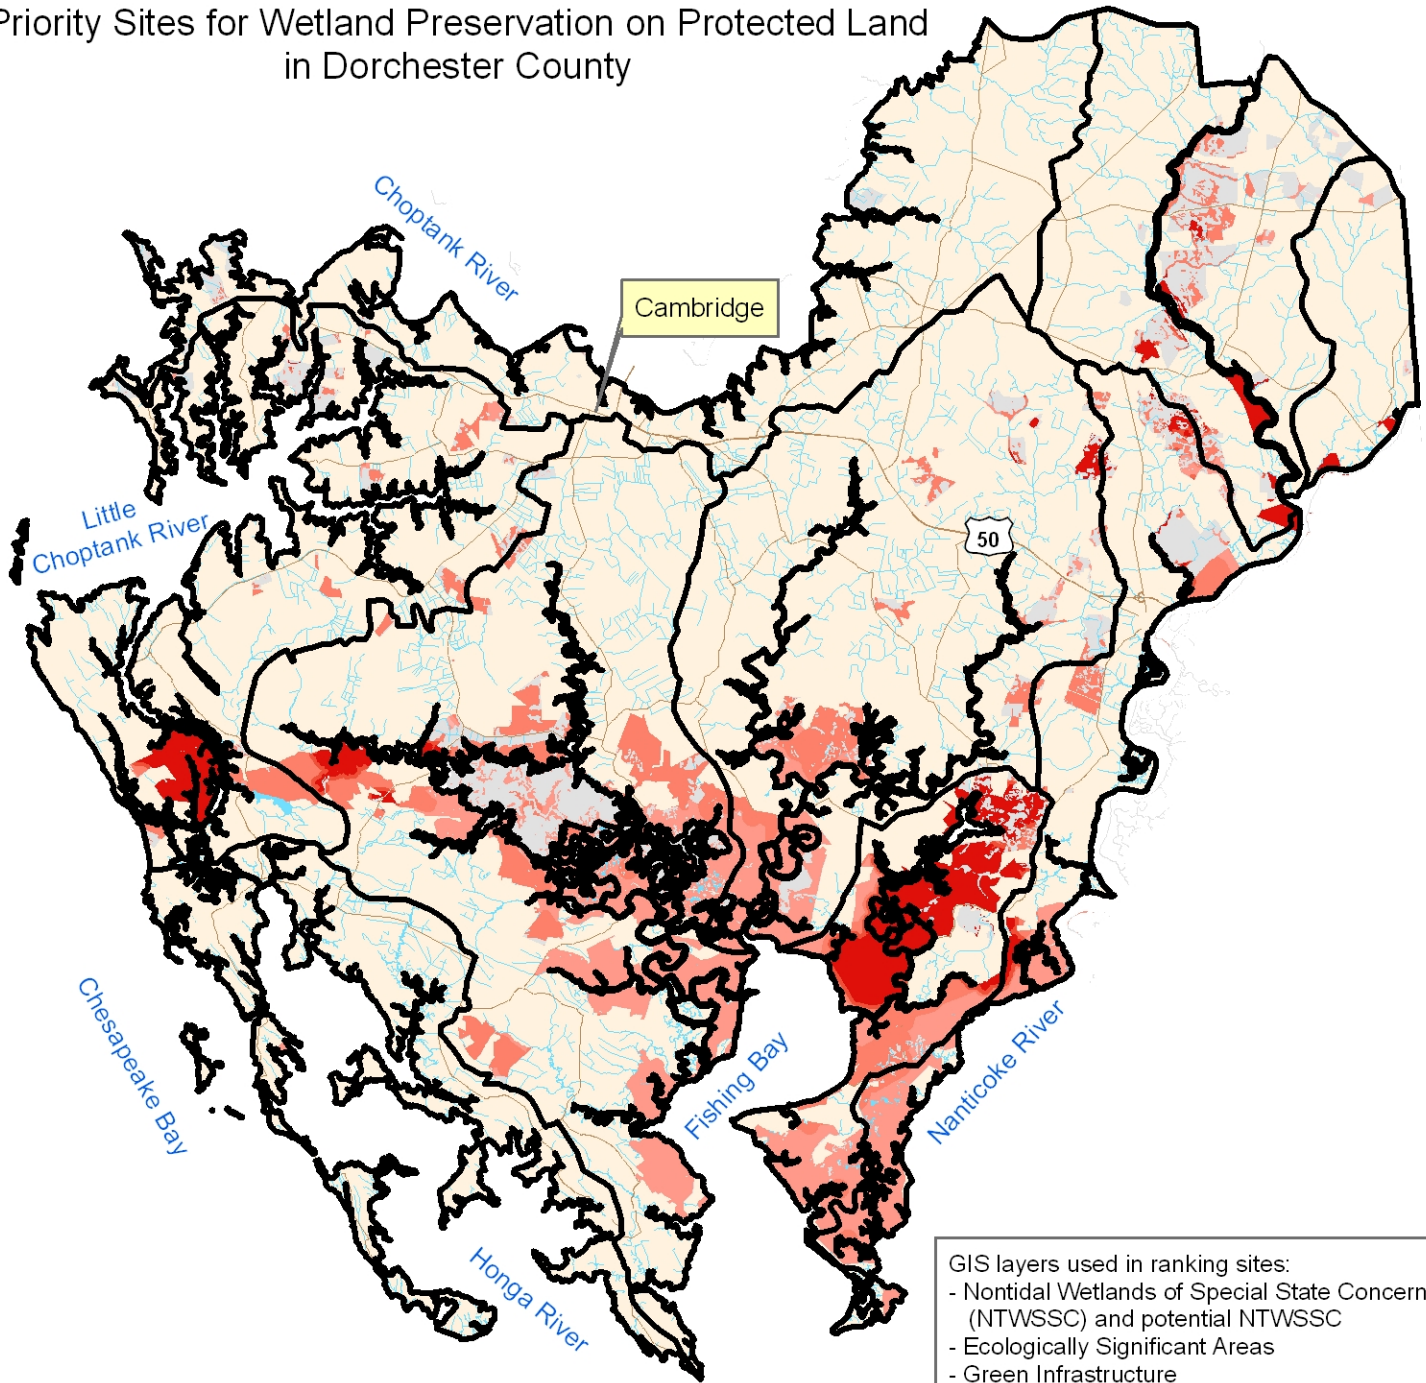 Priority Sites for Wetland Preservation on Protected Land
in Dorchester County
Choptank River
Cambridge
Little
Choptank River
50
Chesapeake Bay
Fishing Bay
Nanticoke River
Honga River
GIS layers used in ranking sites:
- Nontidal Wetlands of Special State Concern
(NTWSSC) and potential NTWSSC
- Ecologically Significant Areas
- Green Infrastructure